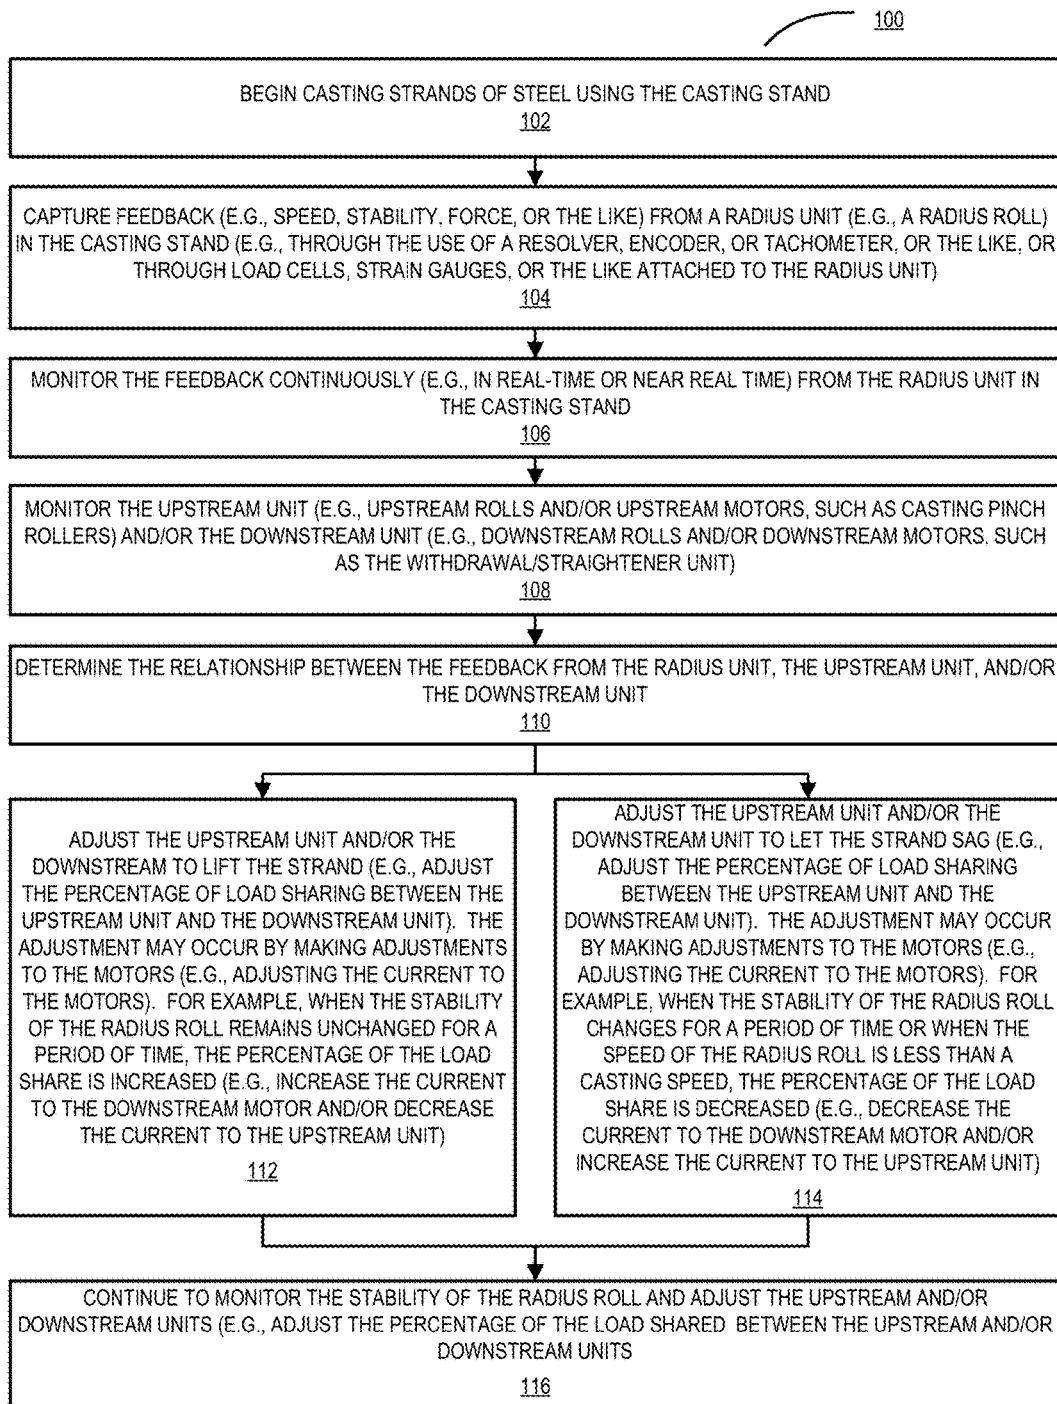 100
BEGIN CASTING STRANDS OF STEEL USING THE CASTING STAND
102
CAPTURE FEEDBACK (E.G., SPEED, STABILITY, FORCE, OR THE LIKE) FROM A RADIUS UNIT (E.G., A RADIUS ROLL)
IN THE CASTING STAND (E.G., THROUGH THE USE OF A RESOLVER, ENCODER, OR TACHOMETER, OR THE LIKE, OR
THROUGH LOAD CELLS, STRAIN GAUGES, OR THE LIKE ATTACHED TO THE RADIUS UNIT)
104
MONITOR THE FEEDBACK CONTINUOUSLY (E.G., IN REAL-TIME OR NEAR REAL TIME) FROM THE RADIUS UNIT IN
THE CASTING STAND
106
MONITOR THE UPSTREAM UNIT (E.G., UPSTREAM ROLLS AND/OR UPSTREAM MOTORS, SUCH AS CASTING PINCH
ROLLERS) AND/OR THE DOWNSTREAM UNIT (E.G., DOWNSTREAM ROLLS AND/OR DOWNSTREAM MOTORS, SUCH
AS THE WITHDRAWAL/STRAIGHTENER UNIT)
108
DETERMINE THE RELATIONSHIP BETWEEN THE FEEDBACK FROM THE RADIUS UNIT, THE UPSTREAM UNIT, AND/OR
THE DOWNSTREAM UNIT
110
ADJUST THE UPSTREAM UNIT AND/OR THE
DOWNSTREAM TO LIFT THE STRAND (E.G., ADJUST
THE PERCENTAGE OF LOAD SHARING BETWEEN THE
UPSTREAM UNIT AND THE DOWNSTREAM UNIT). THE
ADJUSTMENT MAY OCCUR BY MAKING ADJUSTMENTS
TO THE MOTORS (E.G., ADJUSTING THE CURRENT TO
THE MOTORS). FOR EXAMPLE, WHEN THE STABILITY
OF THE RADIUS ROLL REMAINS UNCHANGED FOR A
PERIOD OF TIME, THE PERCENTAGE OF THE LOAD
SHARE IS INCREASED (E.G., INCREASE THE CURRENT
TO THE DOWNSTREAM MOTOR AND/OR DECREASE
THE CURRENT TO THE UPSTREAM UNIT)
112
ADJUST THE UPSTREAM UNIT AND/OR THE
DOWNSTREAM UNIT TO LET THE STRAND SAG (E.G.,
ADJUST THE PERCENTAGE OF LOAD SHARING
BETWEEN THE UPSTREAM UNIT AND THE
DOWNSTREAM UNIT). THE ADJUSTMENT MAY OCCUR
BY MAKING ADJUSTMENTS TO THE MOTORS (E.G.,
ADJUSTING THE CURRENT TO THE MOTORS). FOR
EXAMPLE, WHEN THE STABILITY OF THE RADIUS ROLL
CHANGES FOR A PERIOD OF TIME OR WHEN THE
SPEED OF THE RADIUS ROLL IS LESS THAN A
CASTING SPEED, THE PERCENTAGE OF THE LOAD
SHARE IS DECREASED (E.G., DECREASE THE
CURRENT TO THE DOWNSTREAM MOTOR AND/OR
INCREASE THE CURRENT TO THE UPSTREAM UNIT)
114
CONTINUE TO MONITOR THE STABILITY OF THE RADIUS ROLL AND ADJUST THE UPSTREAM AND/OR
DOWNSTREAM UNITS (E.G., ADJUST THE PERCENTAGE OF THE LOAD SHARED BETWEEN THE UPSTREAM AND/OR
DOWNSTREAM UNITS
116